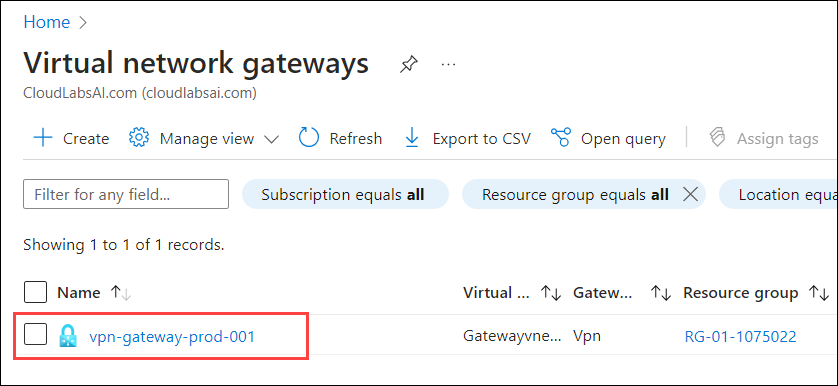 Home >
Virtual network gateways
CloudLabsAI.com (cloudlabsai.com)
Create Manage view Refresh Export to CSV Open query Assign tags
Filter for any field... Subscription equals all Resource group equals all Location equa
Showing 1 to 1 of 1 records.
Name Virtual ... Gatew... Resource group
vpn-gateway-prod-001 Gatewayvne... Vpn RG-01-1075022